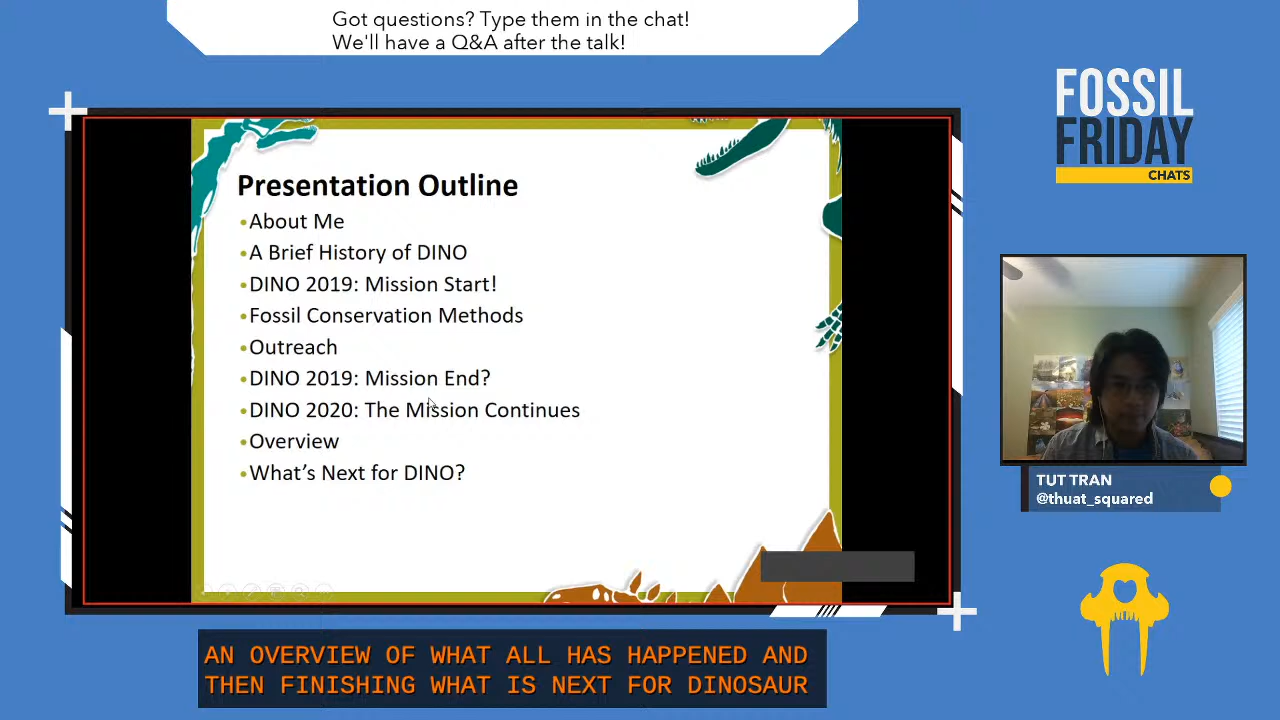 Got questions? Type them in the chat!
We'll have a Q&A after the talk!
FOSSIL
FRIDAY
CHATS
Presentation Outline
•About Me
•A Brief History of DINO
•DINO 2019: Mission Start!
•Fossil Conservation Methods
•Outreach
•DINO 2019: Mission End?
•DINO 2020: The Mission Continues
•Overview
•What's Next for DINO?
TUT TRAN
@thuat_squared
AN OVERVIEW OF WHAT ALL HAS HAPPENED AND
THEN FINISHING WHAT IS NEXT FOR DINOSAUR